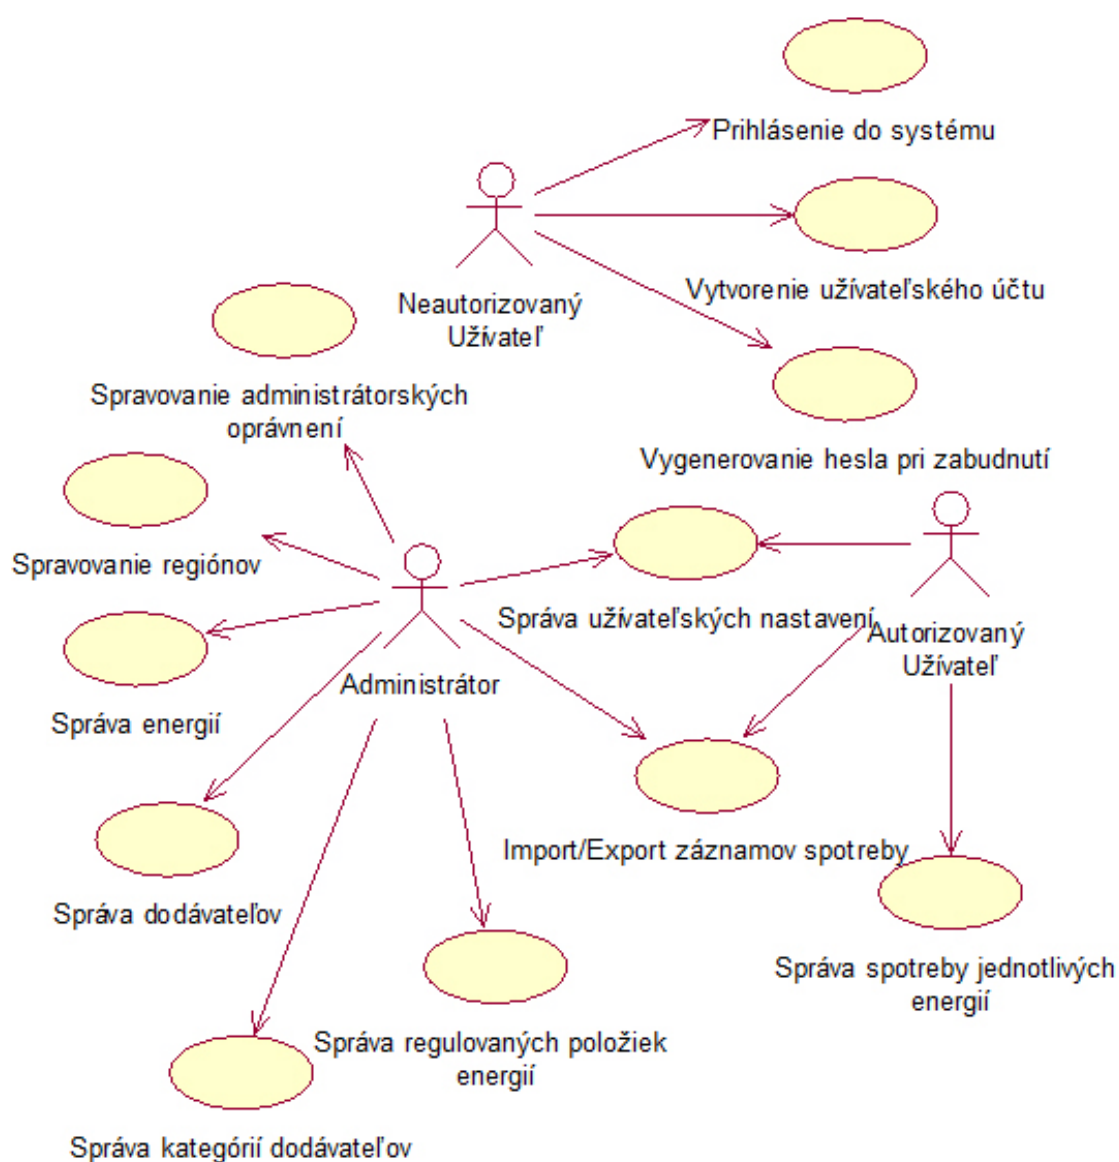 Prihlásenie do systému
Vytvorenie užívateľského účtu
Neautorizovaný
Užívateľ
Spravovanie administrátorských
oprávnení
Vygenerovanie hesla pri zabudnutí
Spravovanie regiónov
Správa užívateľských nastavení
Autorizovaný
Užívateľ
Administrátor
Správa energií
Import/Export záznamov spotreby
Správa dodávateľov
Správa spotreby jednotlivých
energií
Správa regulovaných položiek
energií
Správa kategórií dodávateľov